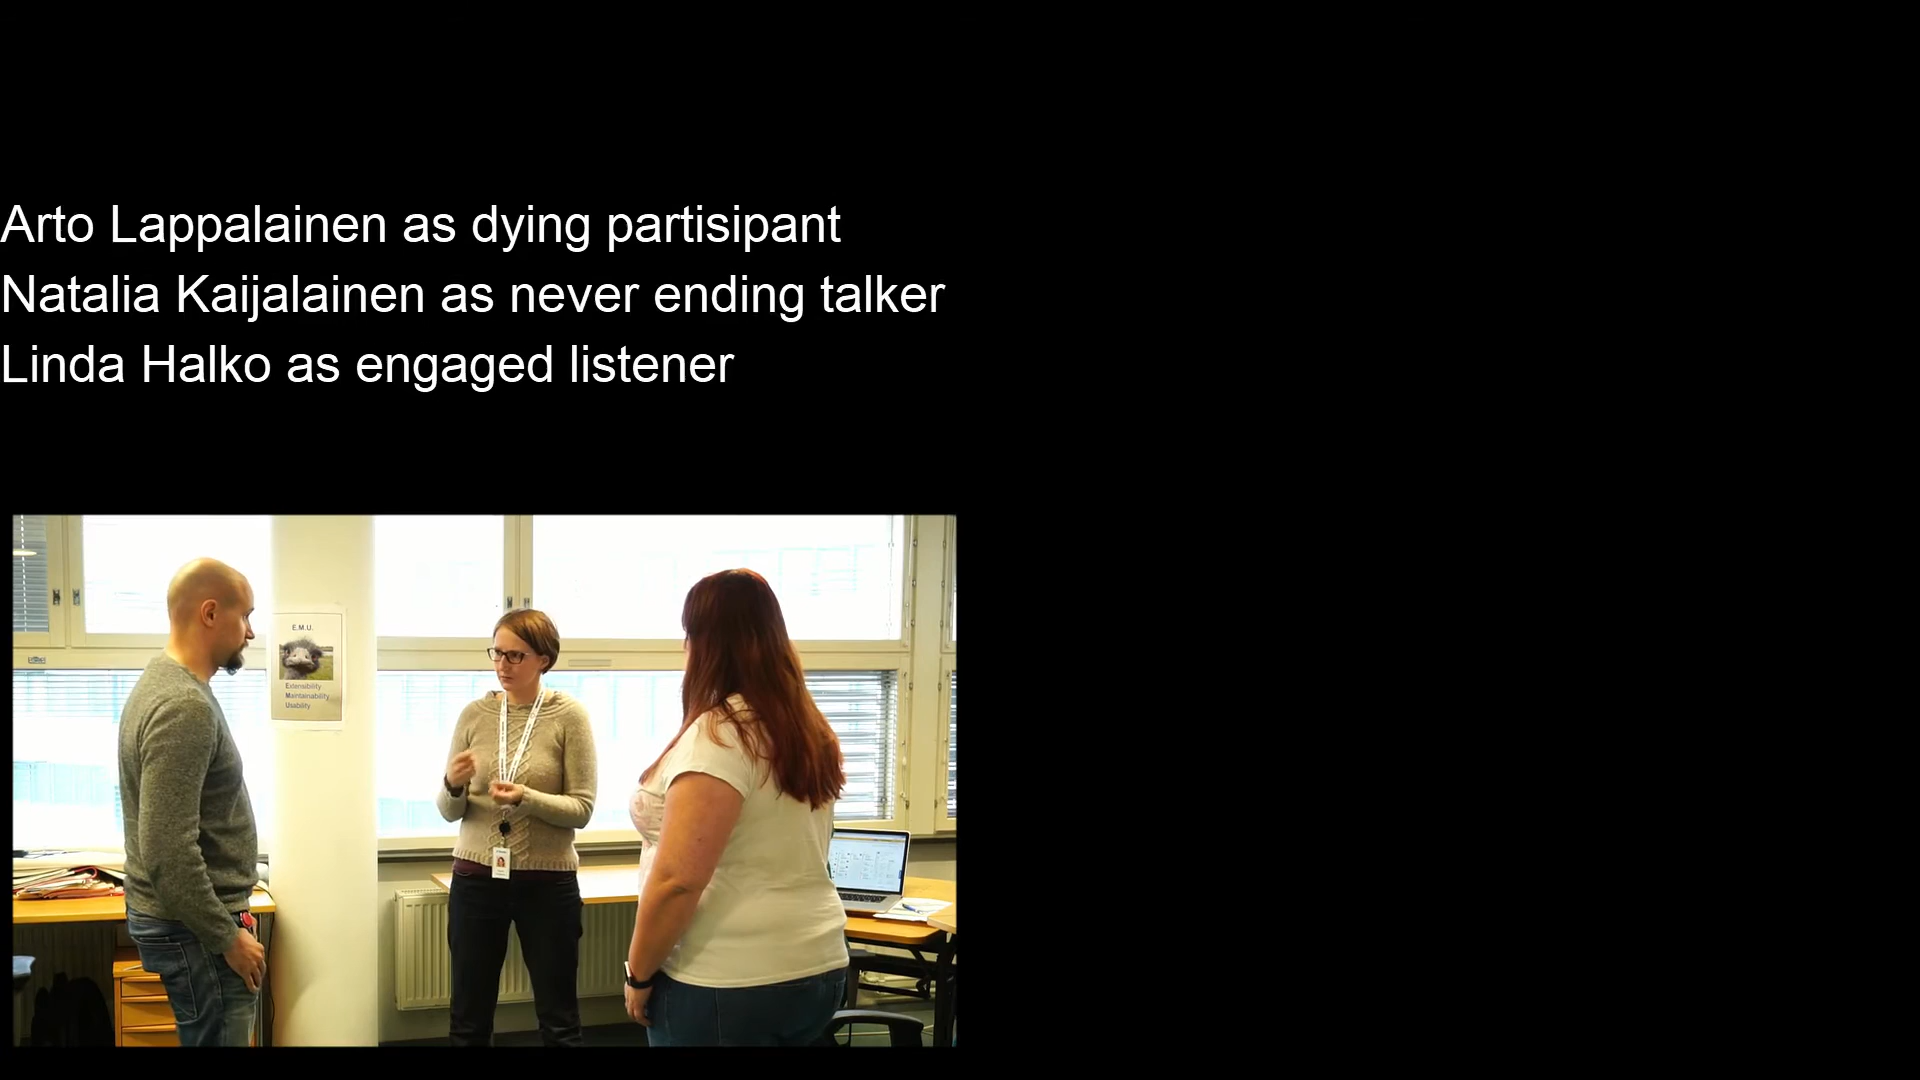 Arto Lappalainen as dying partisipant
Natalia Kaijalainen as never ending talker
Linda Halko as engaged listener
E.M.U.
Extensibility
Maintainability
Usability